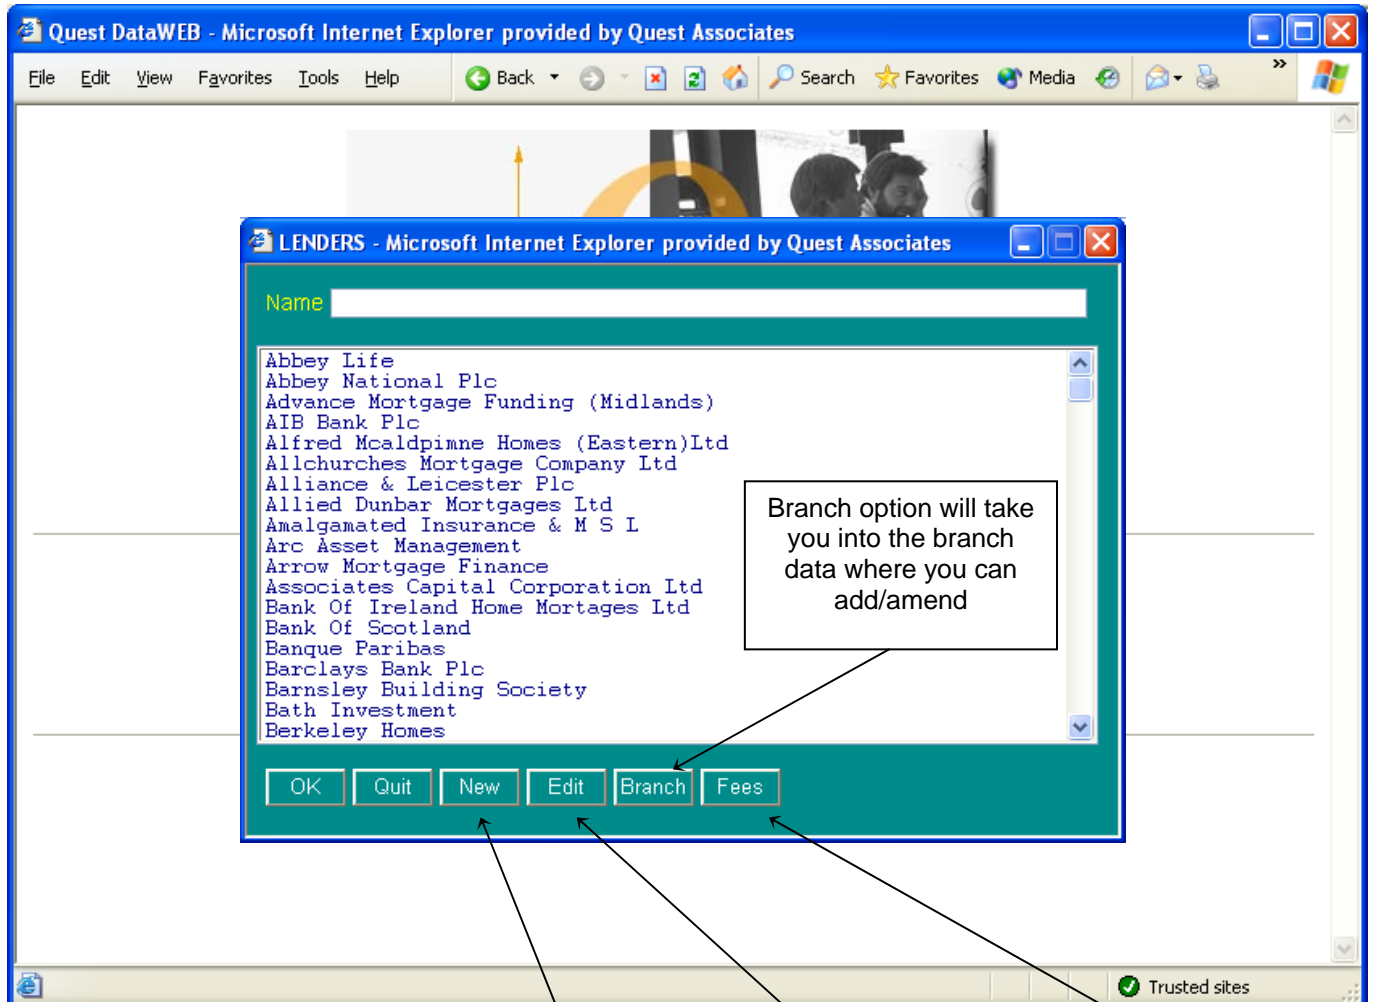 Quest DataWEB - Microsoft Internet Explorer provided by Quest Associates
File Edit View Favorites Tools Help Back Search Favorites Media »
LENDERS - Microsoft Internet Explorer provided by Quest Associates
Name
Abbey Life
Abbey National Plc
Advance Mortgage Funding (Midlands)
AIB Bank Plc
Alfred Mcaldpimne Homes (Eastern)Ltd
Allchurches Mortgage Company Ltd
Alliance & Leicester Plc
Allied Dunbar Mortgages Ltd
Amalgamated Insurance & M S L
Arc Asset Management
Arrow Mortgage Finance
Associates Capital Corporation Ltd
Bank Of Ireland Home Mortages Ltd
Bank Of Scotland
Banque Paribas
Barclays Bank Plc
Barnsley Building Society
Bath Investment
Berkeley Homes
Branch option will take
you into the branch
data where you can
add/amend
OK Quit New Edit Branch Fees
Trusted sites